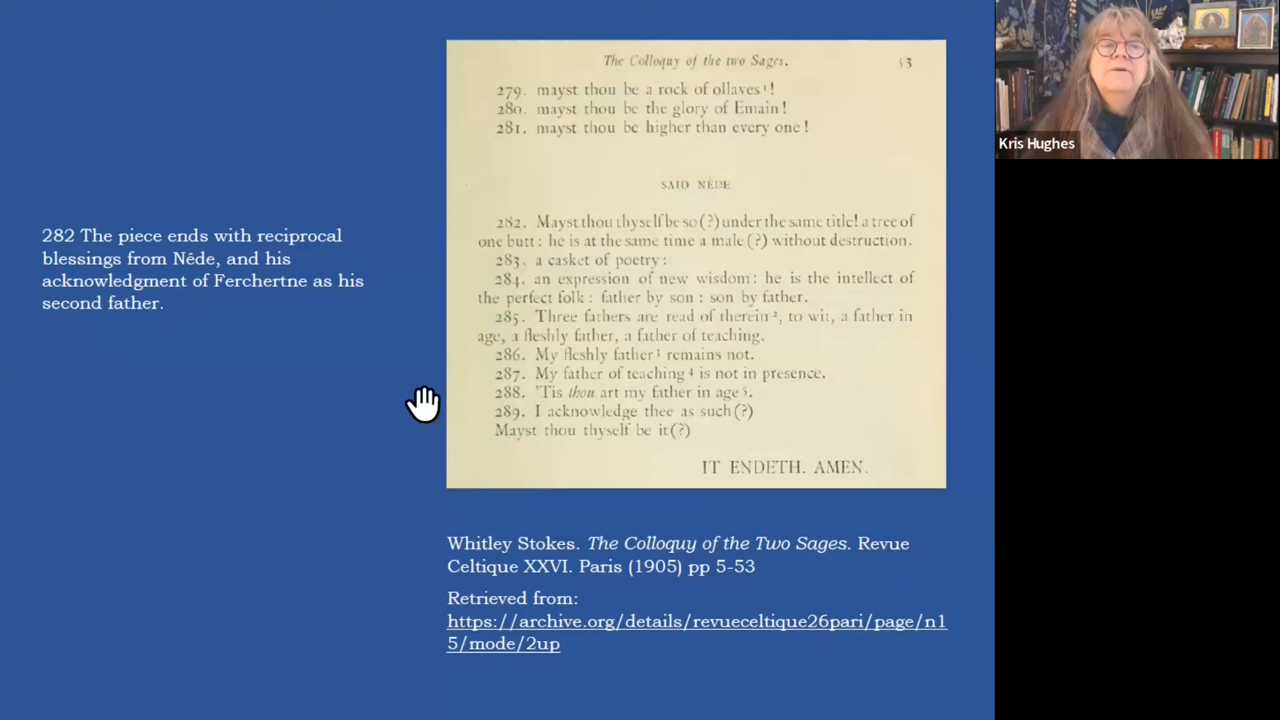 282 The piece ends with reciprocal
blessings from Néde, and his
acknowledgment of Ferchertne as his
second father.
The Colloquy of the two Sages. 53
279. mayst thou be a rock of ollaves¹!
280. mayst thou be the glory of Emain!
281. mayst thou be higher than every one!
SAID NÉDE
282. Mayst thou thyself be so (?) under the same title! a tree of
one butt : he is at the same time a male (?) without destruction.
283. a casket of poetry :
284. an expression of new wisdom : he is the intellect of
the perfect folk : father by son : son by father.
285. Three fathers are read of therein ², to wit, a father in
age, a fleshly father, a father of teaching.
286. My fleshly father ³ remains not.
287. My father of teaching ⁴ is not in presence.
288. 'Tis thou art my father in age ⁵.
289. I acknowledge thee as such (?)
Mayst thou thyself be it (?)
IT ENDETH. AMEN.
Whitley Stokes. The Colloquy of the Two Sages. Revue
Celtique XXVI. Paris (1905) pp 5-53
Retrieved from:
https://archive.org/details/revueceltique26pari/page/n1
5/mode/2up
Kris Hughes